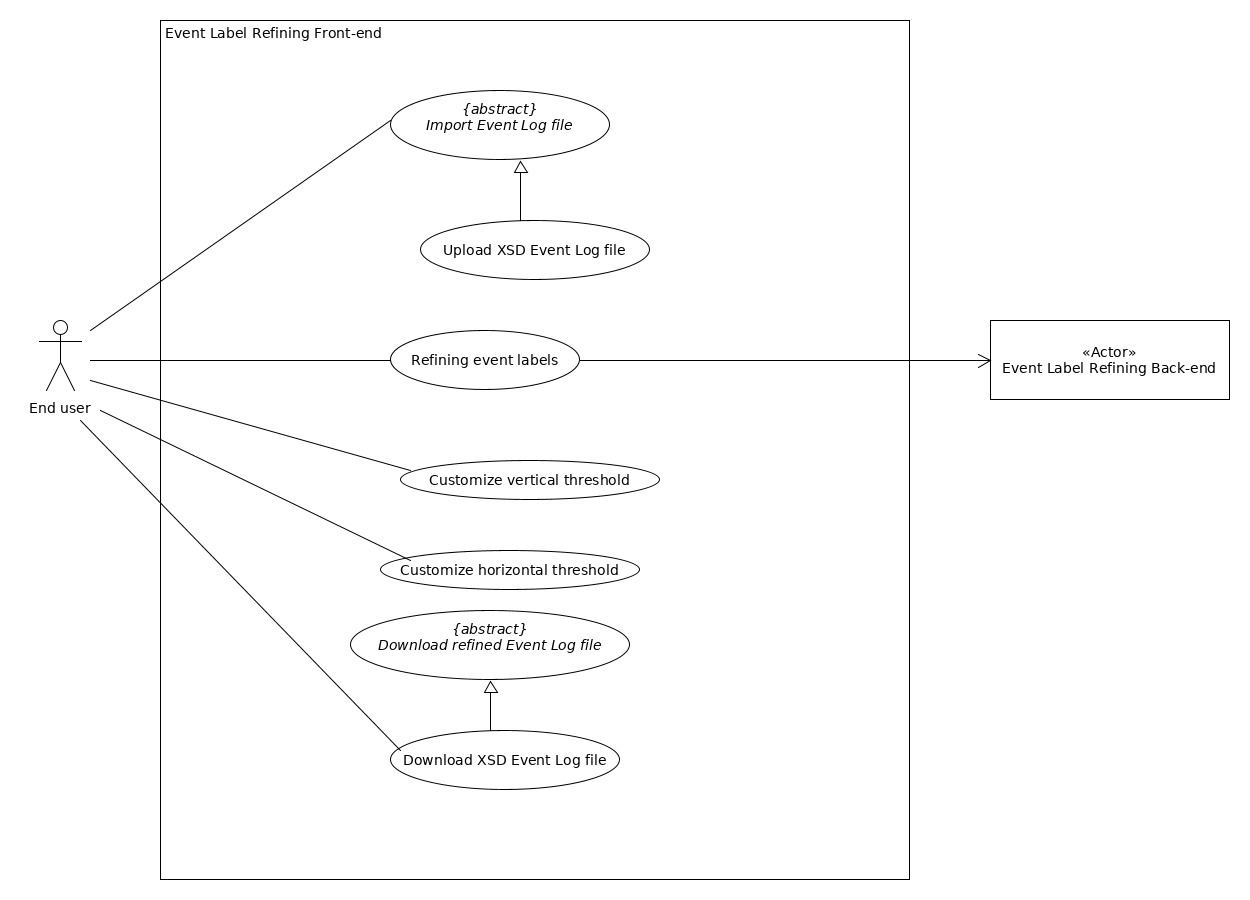 Event Label Refining Front-end
{abstract}
Import Event Log file
Upload XSD Event Log file
Refining event labels
«Actor»
Event Label Refining Back-end
End user
Customize vertical threshold
Customize horizontal threshold
{abstract}
Download refined Event Log file
Download XSD Event Log file